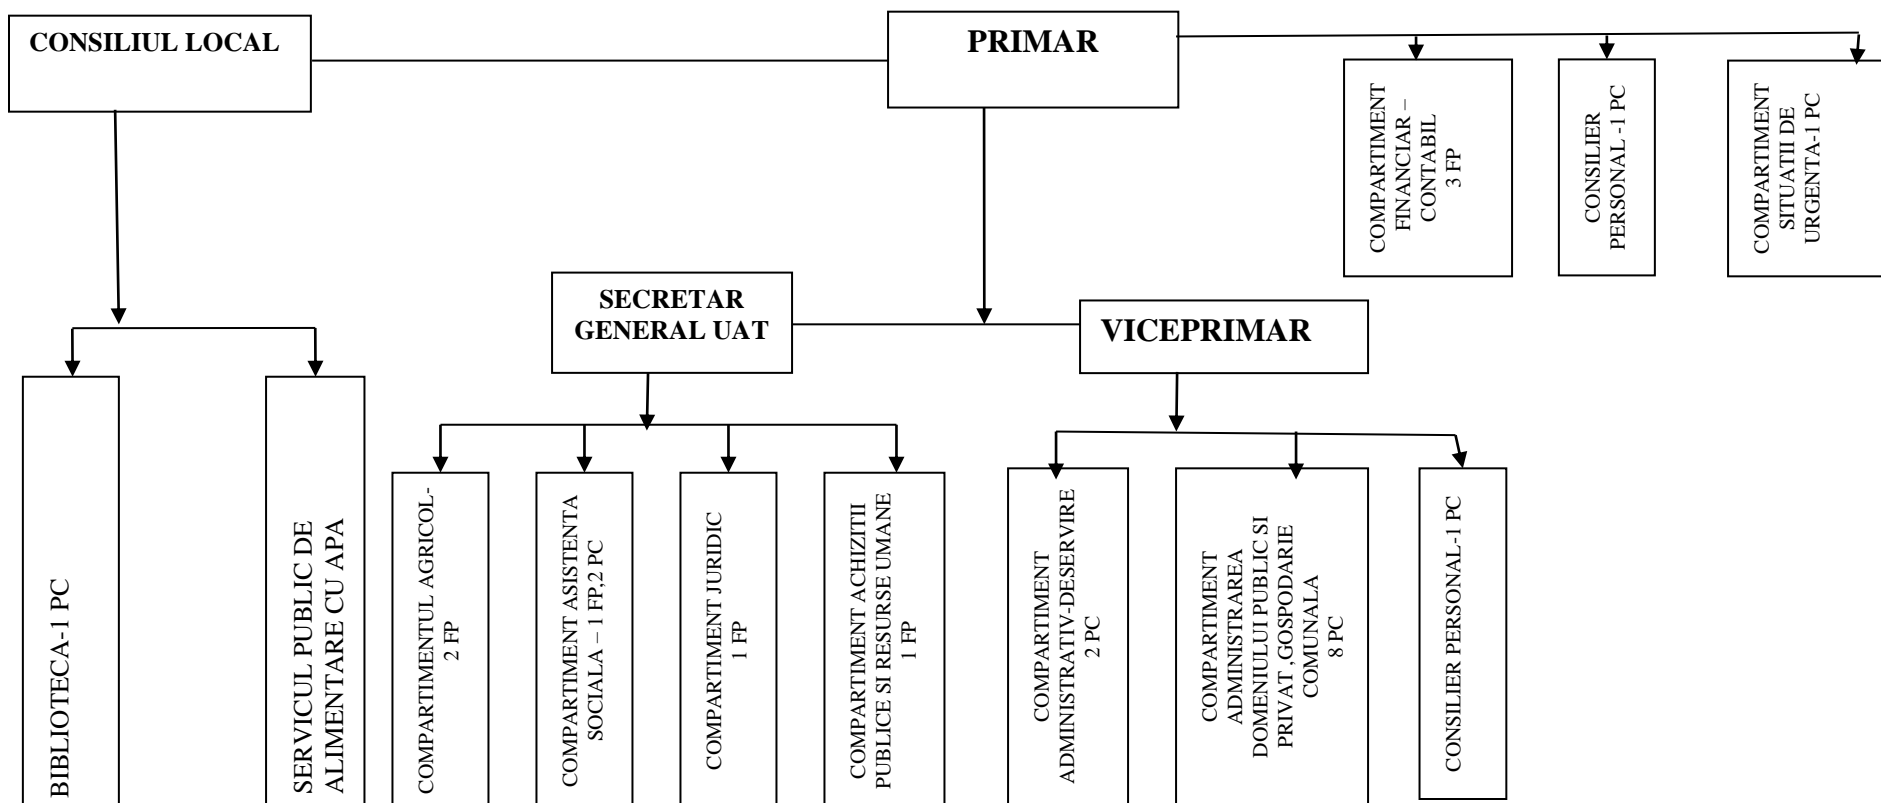 CONSILIUL LOCAL
PRIMAR
COMPARTIMENT
FINANCIAR –
CONTABIL
3 FP
CONSILIER
PERSONAL -1 PC
COMPARTIMENT
SITUATII DE
URGENTA-1 PC
SECRETAR
GENERAL UAT
VICEPRIMAR
BIBLIOTECA-1 PC
SERVICUL PUBLIC DE
ALIMENTARE CU APA
COMPARTIMENTUL AGRICOL-
2 FP
COMPARTIMENT ASISTENTA
SOCIALA – 1 FP,2 PC
COMPARTIMENT JURIDIC
1 FP
COMPARTIMENT ACHIZITII
PUBLICE SI RESURSE UMANE
1 FP
COMPARTIMENT
ADMINISTRATIV-DESERVIRE
2 PC
COMPARTIMENT
ADMINISTRAREA
DOMENIULUI PUBLIC SI
PRIVAT ,GOSPODARIE
COMUNALA
8 PC
CONSILIER PERSONAL-1 PC